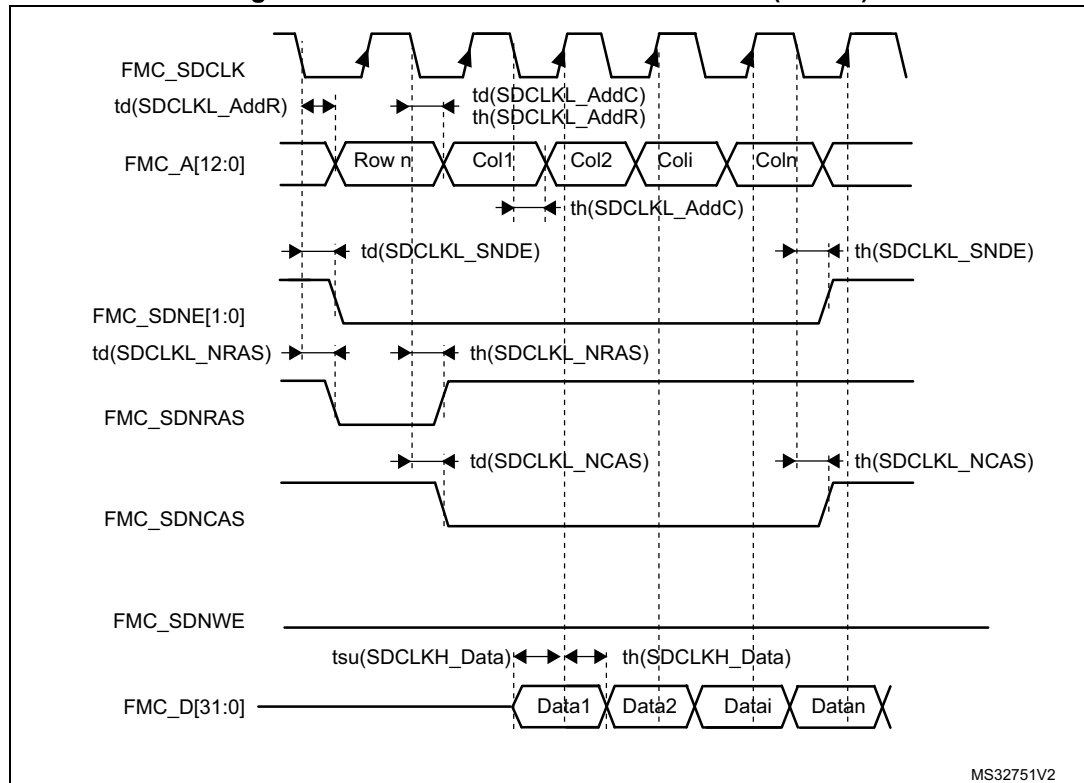 FMC_SDCLK
td(SDCLKL_AddR)
td(SDCLKL_AddC)
th(SDCLKL_AddR)
FMC_A[12:0]
Row n
Col1
Col2
Coli
Coln
th(SDCLKL_AddC)
td(SDCLKL_SNDE)
th(SDCLKL_SNDE)
FMC_SDNE[1:0]
td(SDCLKL_NRAS)
th(SDCLKL_NRAS)
FMC_SDNRAS
td(SDCLKL_NCAS)
th(SDCLKL_NCAS)
FMC_SDNCAS
FMC_SDNWE
tsu(SDCLKH_Data)
th(SDCLKH_Data)
FMC_D[31:0]
Data1
Data2
Datai
Datan
MS32751V2